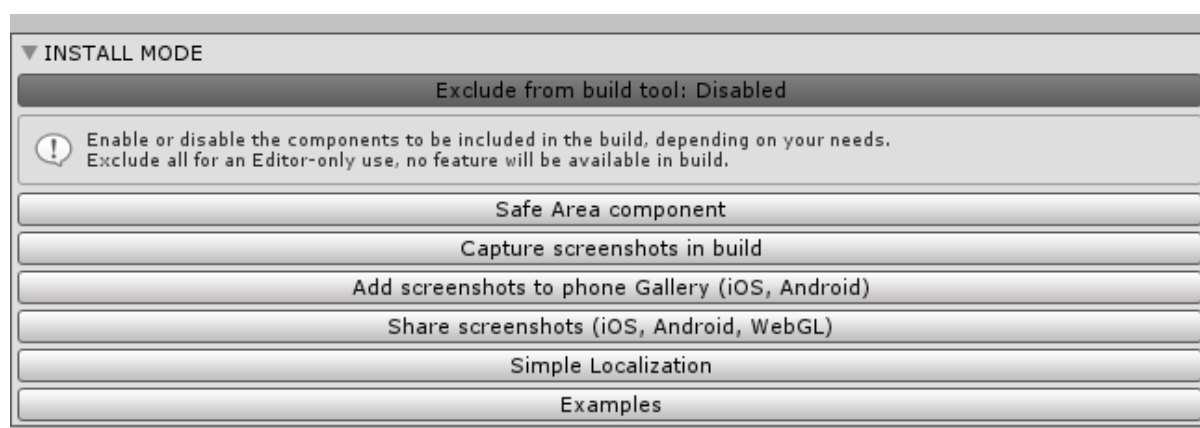 INSTALL MODE
Exclude from build tool: Disabled
Enable or disable the components to be included in the build, depending on your needs.
Exclude all for an Editor-only use, no feature will be available in build.
Safe Area component
Capture screenshots in build
Add screenshots to phone Gallery (iOS, Android)
Share screenshots (iOS, Android, WebGL)
Simple Localization
Examples